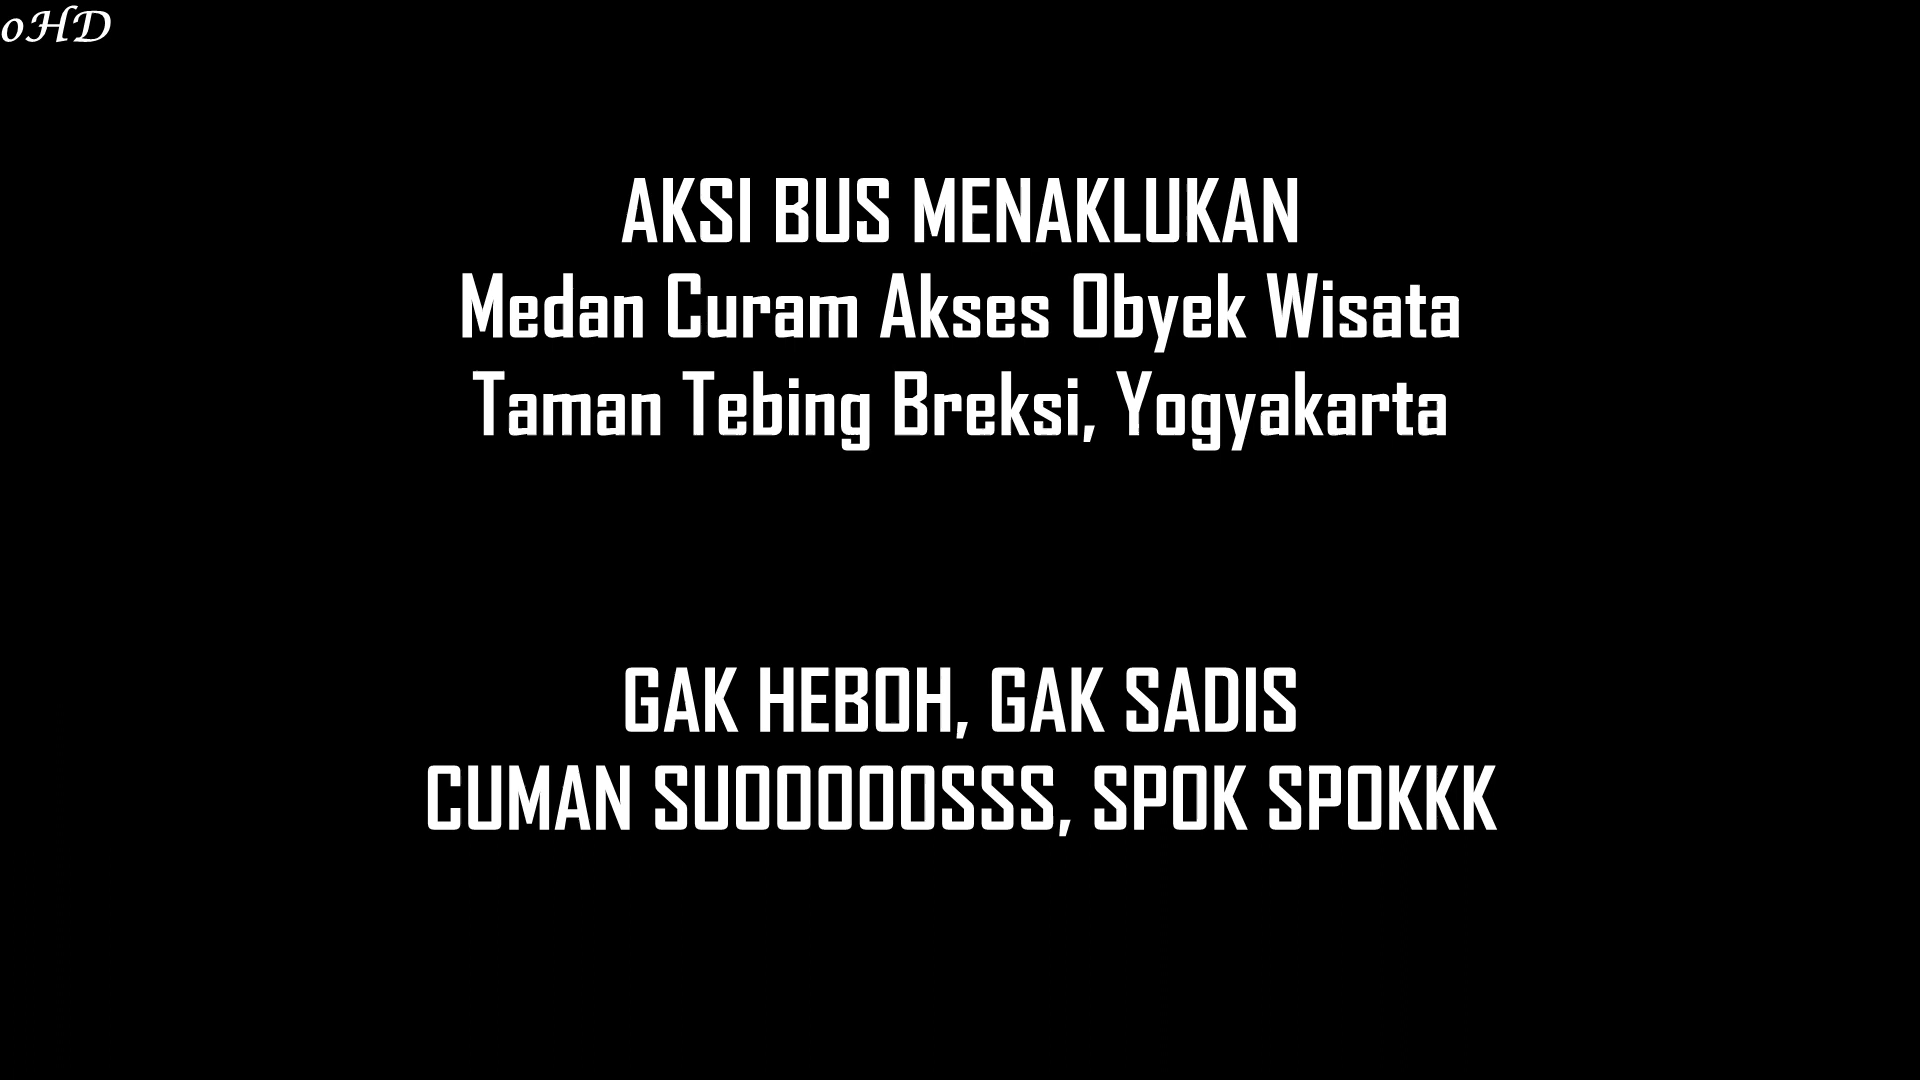 oHD
AKSI BUS MENAKLUKAN
Medan Curam Akses Obyek Wisata
Taman Tebing Breksi, Yogyakarta
GAK HEBOH, GAK SADIS
CUMAN SUOOOOOSSS, SPOK SPOKKK